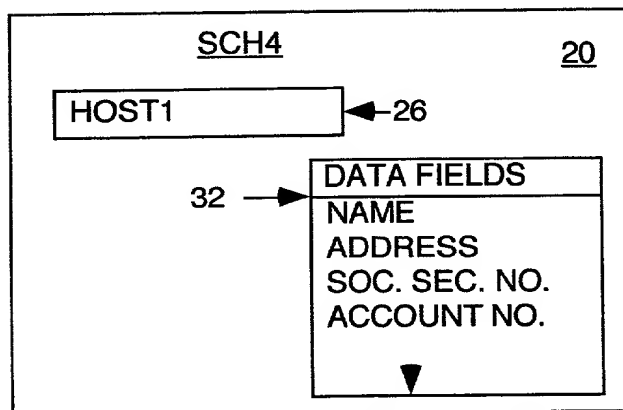 SCH4
20
HOST1
26
32
DATA FIELDS
NAME
ADDRESS
SOC. SEC. NO.
ACCOUNT NO.